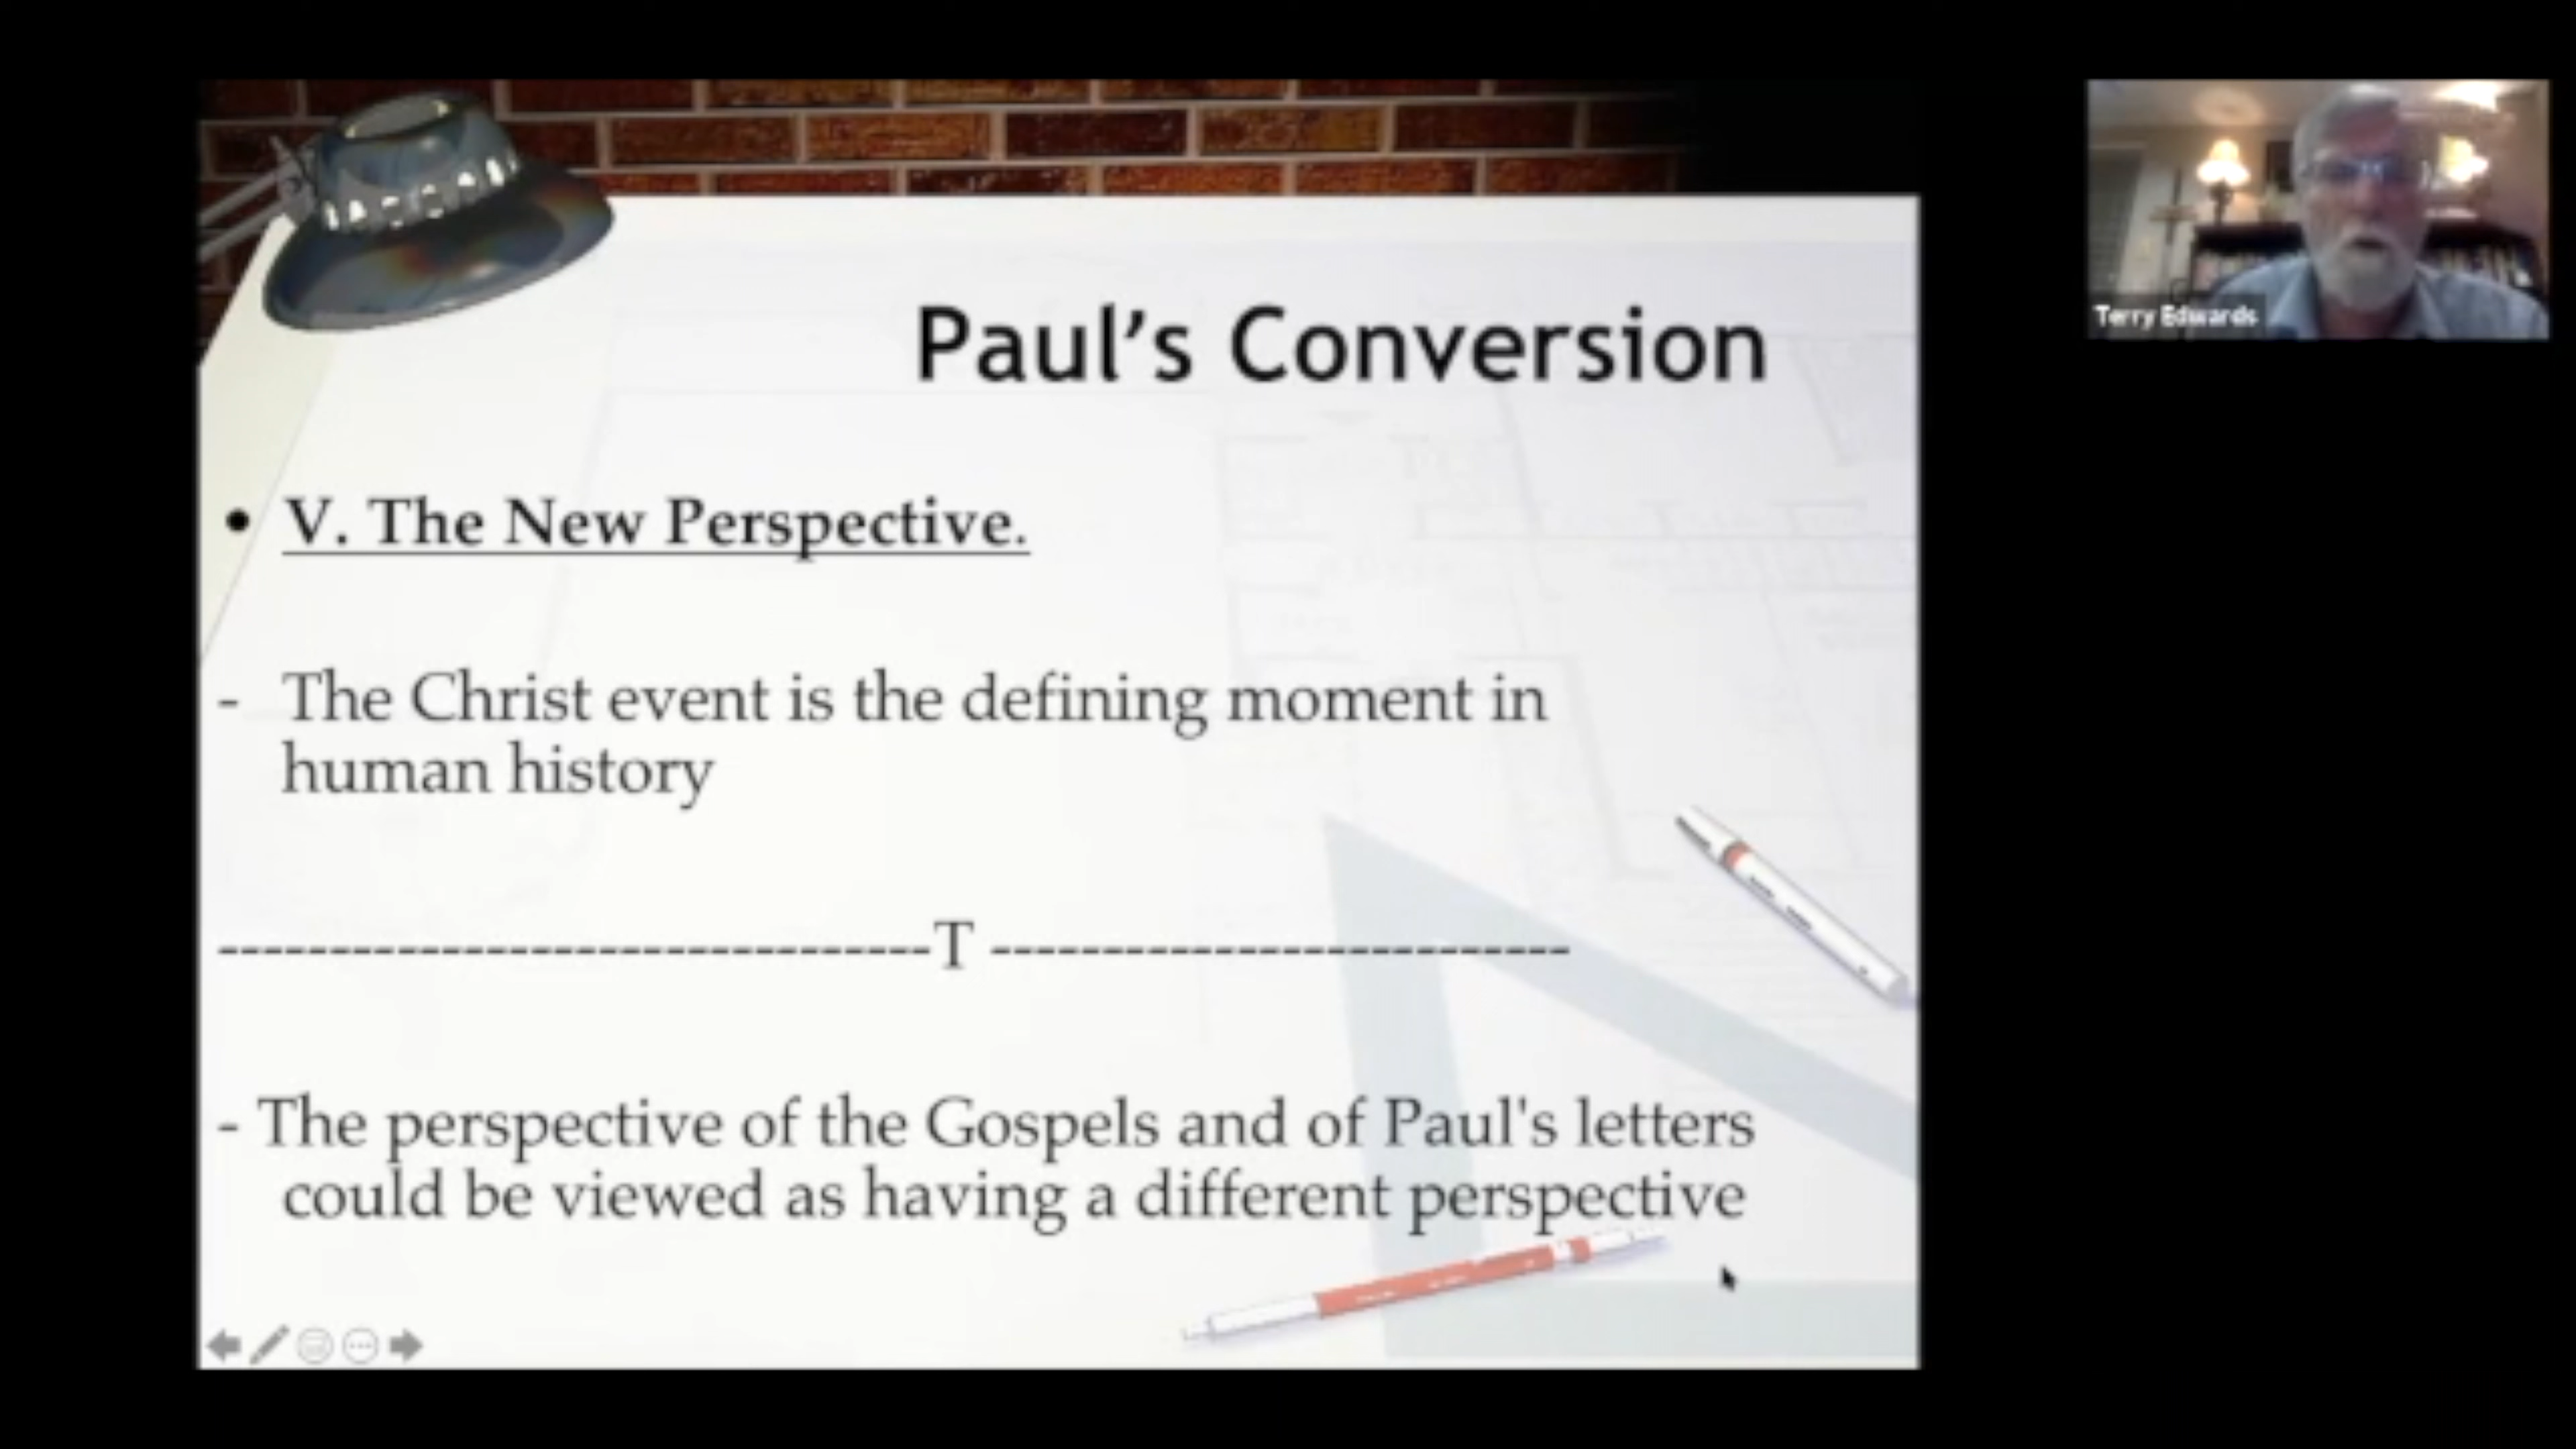 Paul’s Conversion
• V. The New Perspective.
- The Christ event is the defining moment in
human history
--------------------------------T --------------------------
- The perspective of the Gospels and of Paul's letters
could be viewed as having a different perspective
Terry Edwards